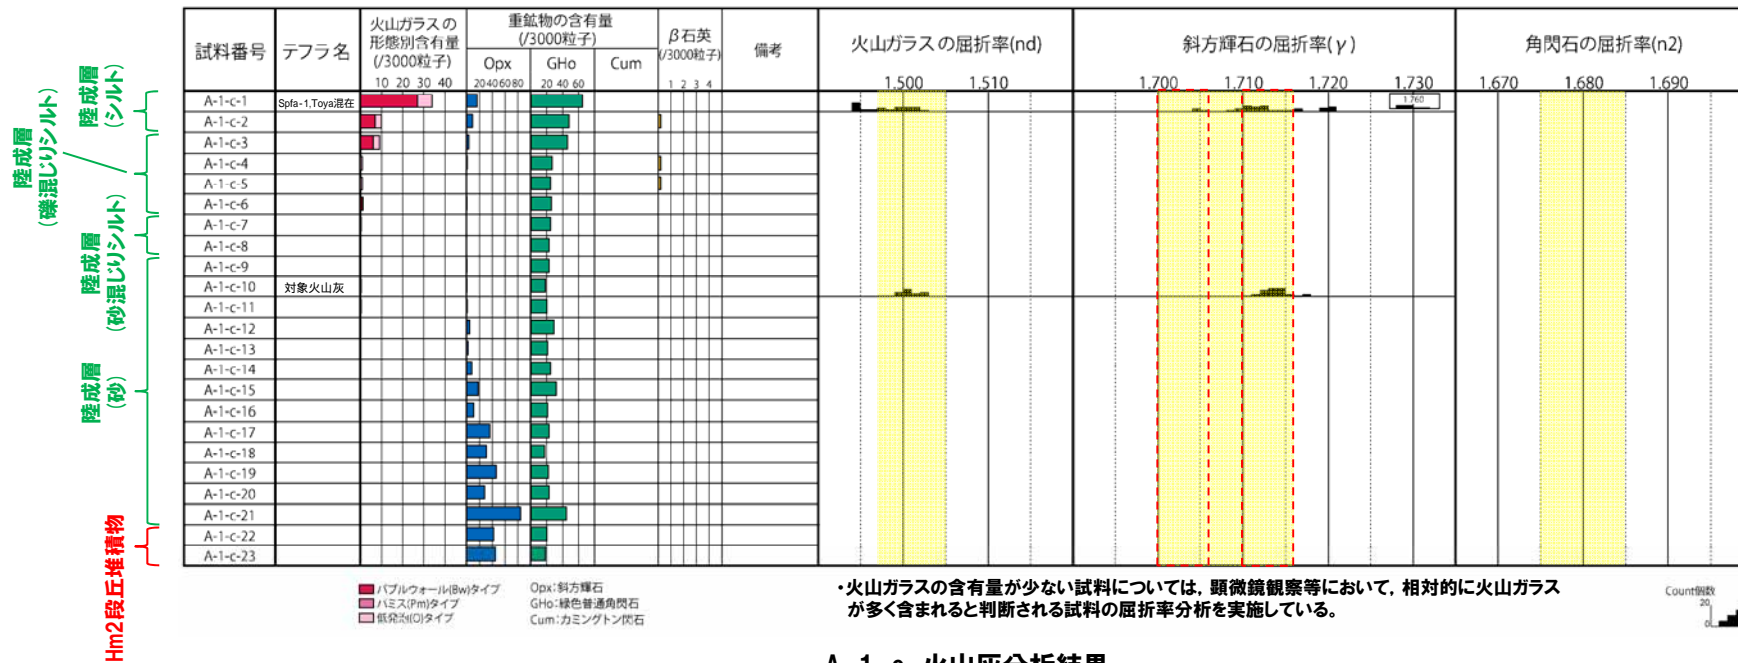 試料番号
テフラ名
火山ガラスの
形態別含有量
(/3000粒子)
10 20 30 40
重鉱物の含有量
(/3000粒子)
Opx
GHo
Cum
20 40 60 80
20 40 60
β石英
(/3000粒子)
1 2 3 4
備考
火山ガラスの屈折率(nd)
1.500 1.510
斜方輝石の屈折率(γ)
1.700 1.710 1.720 1.730
角閃石の屈折率(n2)
1.670 1.680 1.690
A-1-c-1 Spfa-1,Toya混在
1.760
A-1-c-2
A-1-c-3
A-1-c-4
A-1-c-5
A-1-c-6
A-1-c-7
A-1-c-8
A-1-c-9
A-1-c-10 対象火山灰
A-1-c-11
A-1-c-12
A-1-c-13
A-1-c-14
A-1-c-15
A-1-c-16
A-1-c-17
A-1-c-18
A-1-c-19
A-1-c-20
A-1-c-21
A-1-c-22
A-1-c-23
陸成層
(シルト)
陸成層
(礫混じりシルト)
陸成層
(砂混じりシルト)
陸成層
(砂)
Hm2段丘堆積物
バブルウォール(Bw)タイプ
パミス(Pm)タイプ
低発泡(O)タイプ
Opx:斜方輝石
GHo:緑色普通角閃石
Cum:カミングトン閃石
・火山ガラスの含有量が少ない試料については，顕微鏡観察等において，相対的に火山ガラス
が多く含まれると判断される試料の屈折率分析を実施している。
Count個数
20
0
A-1-c 火山灰分析結果